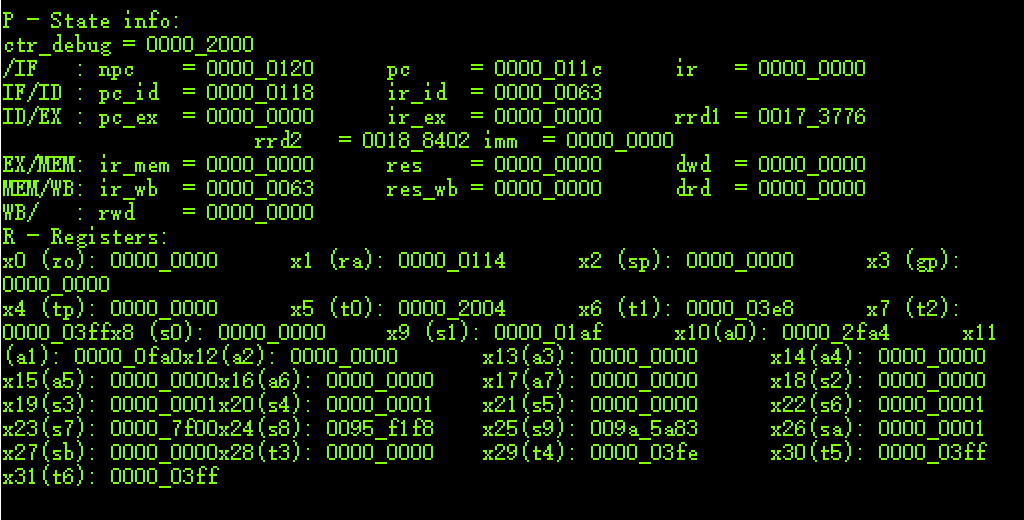 P - State info:
ctr_debug = 0000_2000
/IF   : npc    = 0000_0120      pc     = 0000_011c      ir   = 0000_0000
IF/ID : pc_id  = 0000_0118      ir_id  = 0000_0063
ID/EX : pc_ex  = 0000_0000      ir_ex  = 0000_0000      rrd1 = 0017_3776
rrd2   = 0018_8402 imm  = 0000_0000
EX/MEM: ir_mem = 0000_0000      res    = 0000_0000      dwd  = 0000_0000
MEM/WB: ir_wb  = 0000_0063      res_wb = 0000_0000      drd  = 0000_0000
WB/   : rwd    = 0000_0000
R - Registers:
x0 (zo): 0000_0000      x1 (ra): 0000_0114      x2 (sp): 0000_0000      x3 (gp):
0000_0000
x4 (tp): 0000_0000      x5 (t0): 0000_2004      x6 (t1): 0000_03e8      x7 (t2):
0000_03ffx8 (s0): 0000_0000     x9 (s1): 0000_01af      x10(a0): 0000_2fa4      x11
(a1): 0000_0fa0x12(a2): 0000_0000       x13(a3): 0000_0000      x14(a4): 0000_0000
x15(a5): 0000_0000x16(a6): 0000_0000    x17(a7): 0000_0000      x18(s2): 0000_0000
x19(s3): 0000_0001x20(s4): 0000_0001    x21(s5): 0000_0000      x22(s6): 0000_0001
x23(s7): 0000_7f00x24(s8): 0095_f1f8    x25(s9): 009a_5a83      x26(sa): 0000_0001
x27(sb): 0000_0000x28(t3): 0000_0000    x29(t4): 0000_03fe      x30(t5): 0000_03ff
x31(t6): 0000_03ff